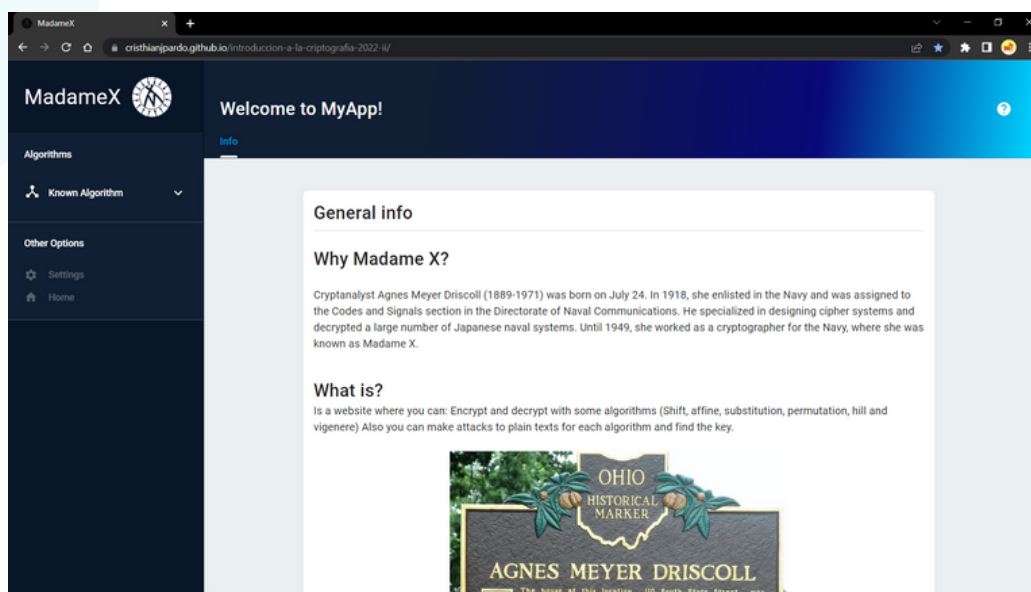 MadameX
cristhianjpardo.github.io/introduccion-a-la-criptografia-2022-ii/
MadameX
Welcome to MyApp!
Info
Algorithms
Known Algorithm
Other Options
Settings
Home
General info
Why Madame X?
Cryptanalyst Agnes Meyer Driscoll (1889-1971) was born on July 24. In 1918, she enlisted in the Navy and was assigned to
the Codes and Signals section in the Directorate of Naval Communications. He specialized in designing cipher systems and
decrypted a large number of Japanese naval systems. Until 1949, she worked as a cryptographer for the Navy, where she was
known as Madame X.
What is?
Is a website where you can: Encrypt and decrypt with some algorithms (Shift, affine, substitution, permutation, hill and
vigenere) Also you can make attacks to plain texts for each algorithm and find the key.
OHIO
HISTORICAL
MARKER
AGNES MEYER DRISCOLL